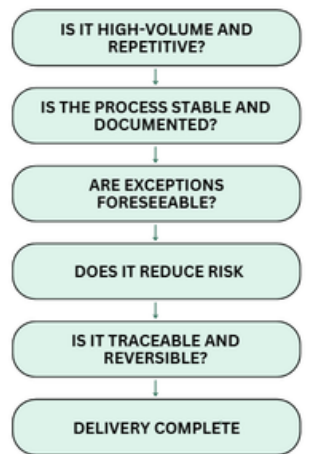 IS IT HIGH-VOLUME AND
REPETITIVE?
IS THE PROCESS STABLE AND
DOCUMENTED?
ARE EXCEPTIONS
FORESEEABLE?
DOES IT REDUCE RISK
IS IT TRACEABLE AND
REVERSIBLE?
DELIVERY COMPLETE